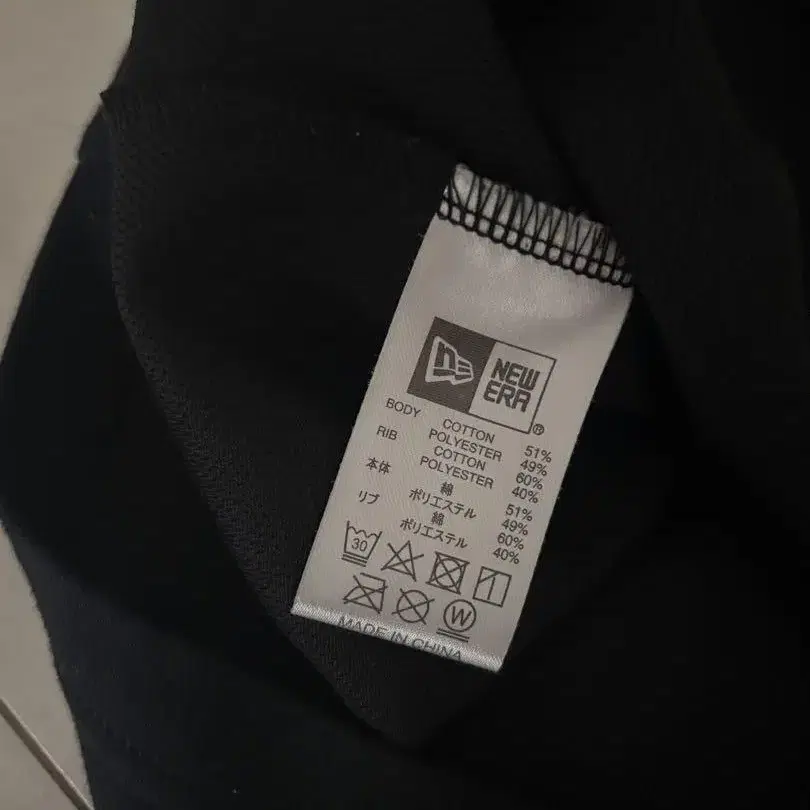 NE
NEW
ERA
®
BODY COTTON 51%
POLYESTER 49%
RIB COTTON 60%
POLYESTER 40%
本体 綿 51%
ポリエステル 49%
リブ 綿 60%
ポリエステル 40%
30
W
MADE IN CHINA